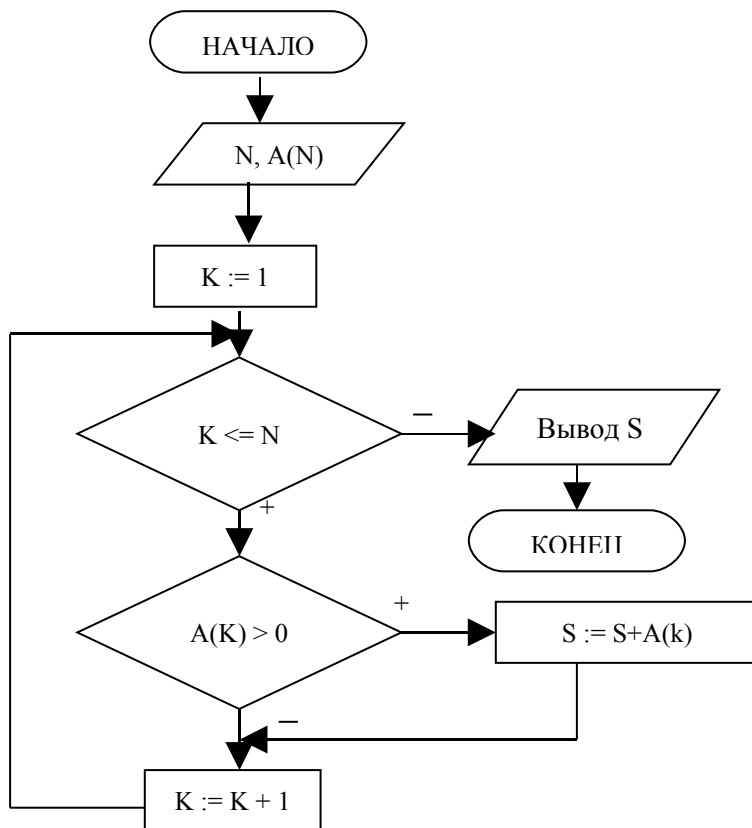 НАЧАЛО
N, A(N)
K := 1
K <= N
–
Вывод S
+
КОНЕЦ
A(K) > 0
+
S := S+A(k)
–
K := K + 1